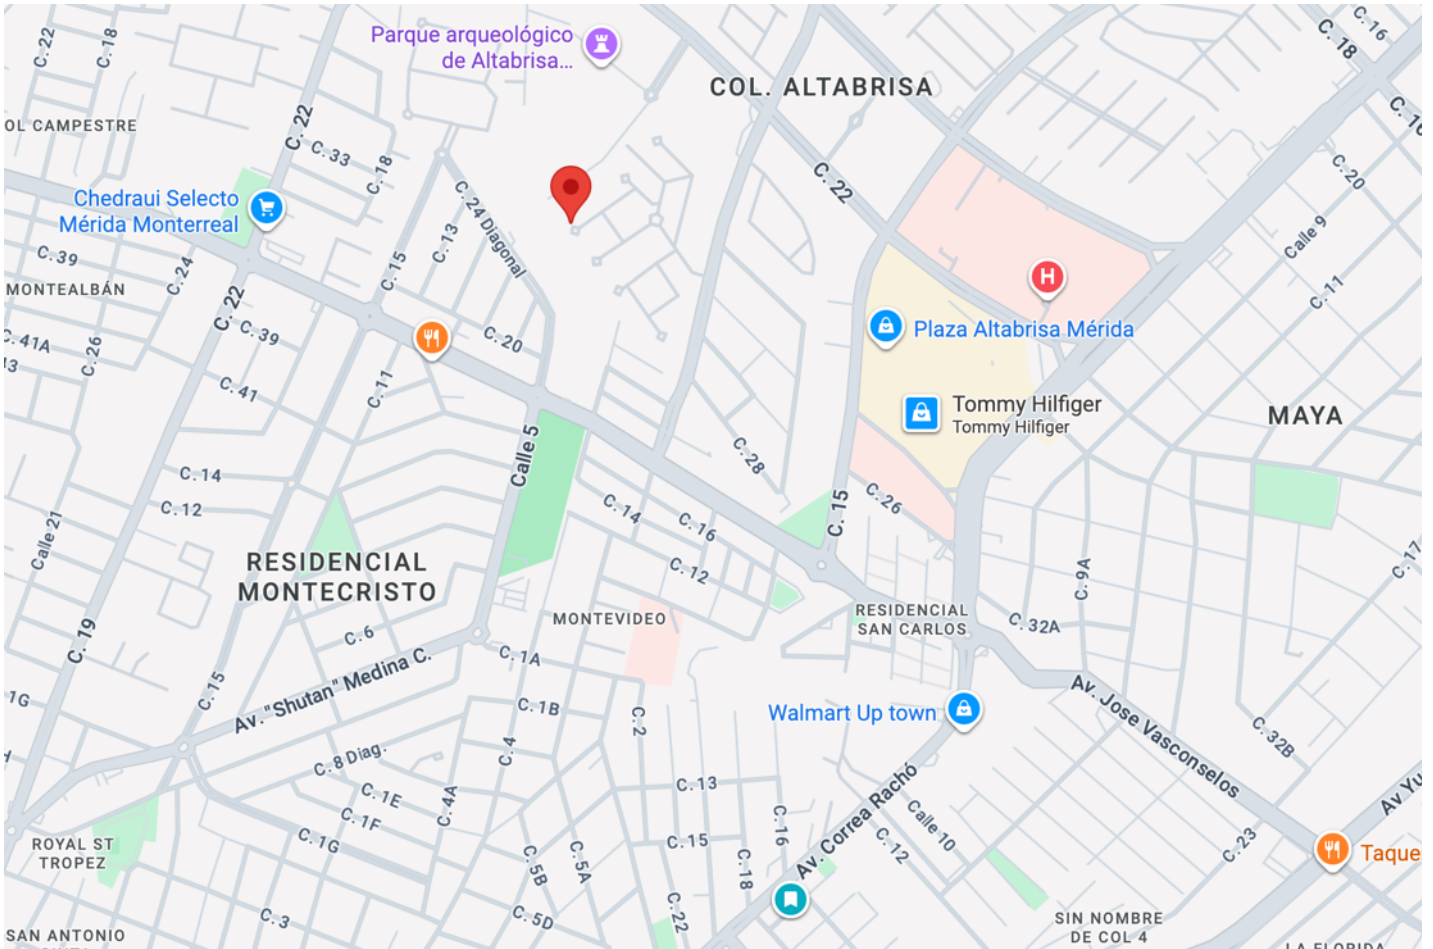 C. 22
C. 18
Parque arqueológico
de Altabrisa...
COL. ALTABRISA
C. 16
C. 18
C. 16
OL CAMPESTRE
C. 22
C. 33
C. 18
C. 22
C. 20
Chedraui Selecto
Mérida Monterreal
C. 24 Diagonal
C. 13
C. 15
Calle 9
C. 39
C. 24
MONTEALBÁN
H
C. 11
C. 22
C. 39
C. 41A
C. 26
C. 20
Plaza Altabrisa Mérida
C. 41
C. 11
Tommy Hilfiger
Tommy Hilfiger
MAYA
Calle 5
C. 28
C. 14
C. 12
C. 14
C. 16
C. 15
C. 26
Calle 21
RESIDENCIAL
MONTECRISTO
C. 12
C. 9A
C. 17
MONTEVIDEO
RESIDENCIAL
SAN CARLOS
C. 32A
C. 19
C. 6
C. 1A
Av. "Shutan" Medina C.
C. 15
1G
C. 1B
C. 2
Walmart Up town
Av. Jose Vasconselos
C. 32B
C. 4
C. 8 Diag.
C. 13
C. 1E
C. 4A
C. 1F
C. 1G
C. 16
Av. Correa Rachó
Calle 10
C. 12
Av Yu
ROYAL ST
TROPEZ
C. 15
C. 18
C. 5B
C. 5A
C. 23
Taque
C. 3
C. 5D
C. 22
SAN ANTONIO
SIN NOMBRE
DE COL 4